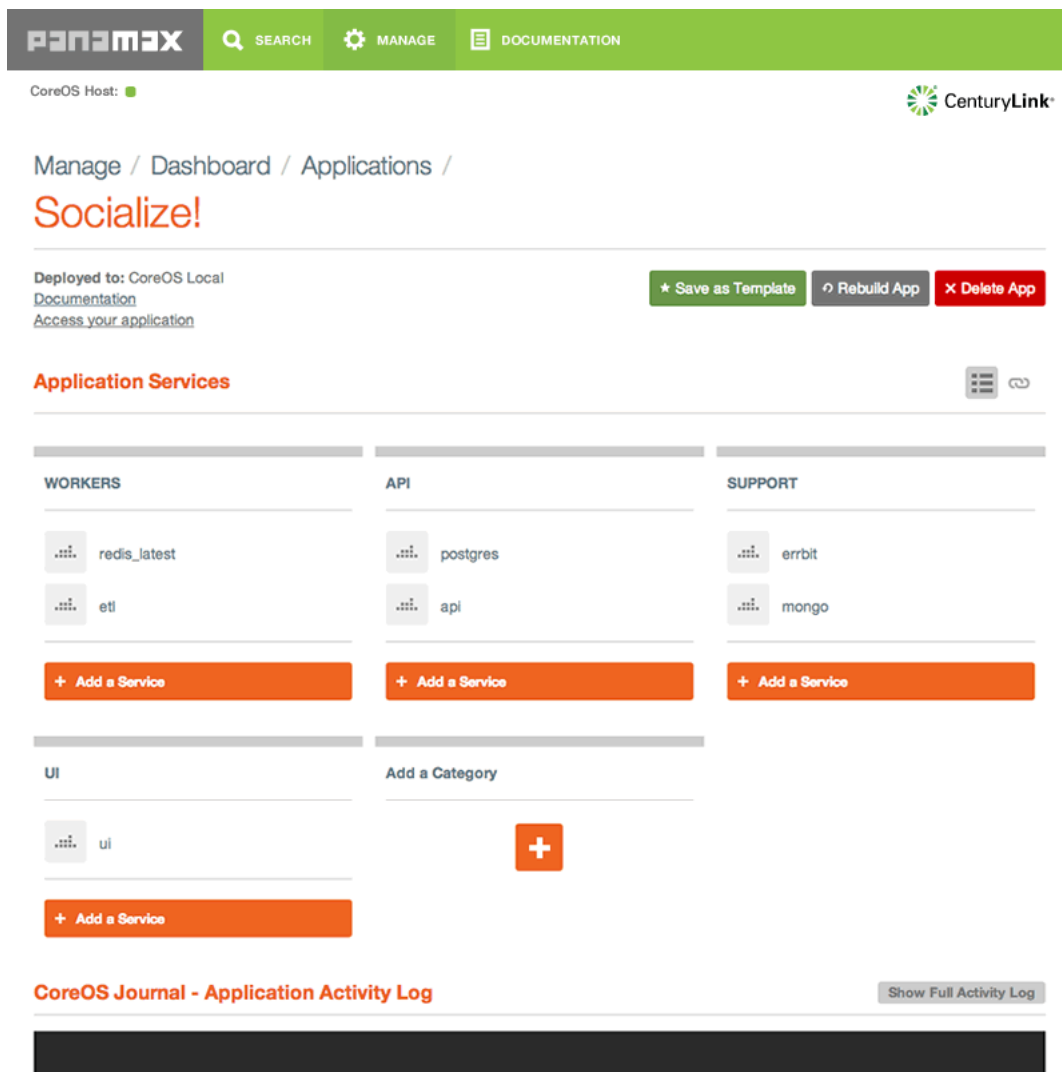 panamax SEARCH MANAGE DOCUMENTATION
CoreOS Host:
CenturyLink®
Manage / Dashboard / Applications /
Socialize!
Deployed to: CoreOS Local
Documentation
Access your application
★ Save as Template
Rebuild App
× Delete App
Application Services
WORKERS
redis_latest
etl
+ Add a Service
API
postgres
api
+ Add a Service
SUPPORT
errbit
mongo
+ Add a Service
UI
ui
+ Add a Service
Add a Category
+
CoreOS Journal - Application Activity Log
Show Full Activity Log